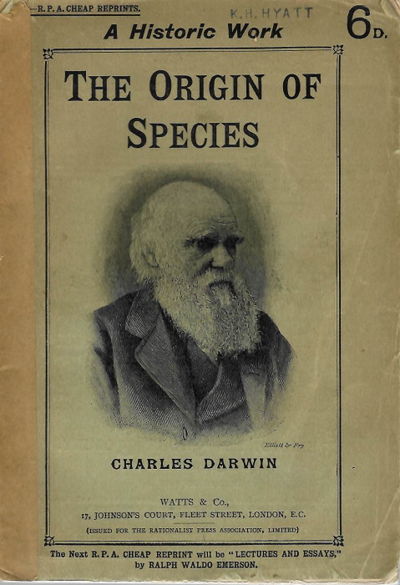 —R. P. A. CHEAP REPRINTS.
K.H. HYATT
6D.
A Historic Work
THE ORIGIN OF
SPECIES
Elliott & Fry
CHARLES DARWIN
WATTS & Co.,
17, JOHNSON'S COURT, FLEET STREET, LONDON, E.C.
(ISSUED FOR THE RATIONALIST PRESS ASSOCIATION, LIMITED)
The Next R. P. A. CHEAP REPRINT will be "LECTURES AND ESSAYS,"
by RALPH WALDO EMERSON.